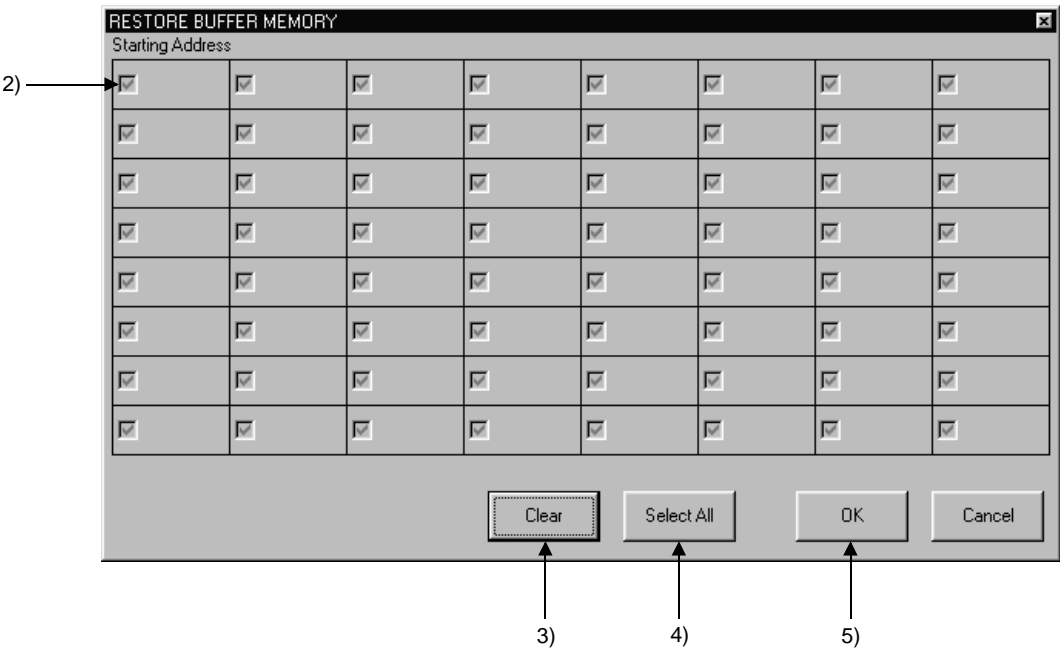 RESTORE BUFFER MEMORY
Starting Address
2)
Clear
Select All
OK
Cancel
3)
4)
5)